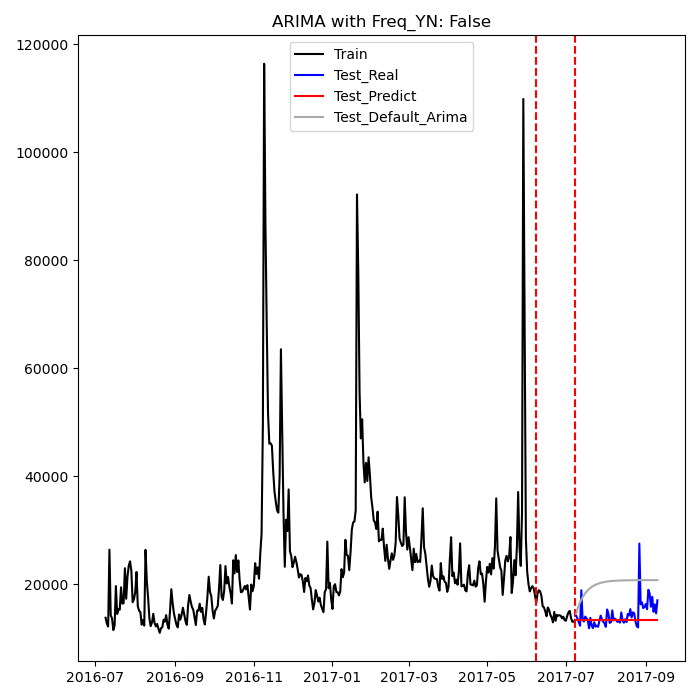 ARIMA with Freq_YN: False
Train
Test_Real
Test_Predict
Test_Default_Arima
120000
100000
80000
60000
40000
20000
2016-07 2016-09 2016-11 2017-01 2017-03 2017-05 2017-07 2017-09